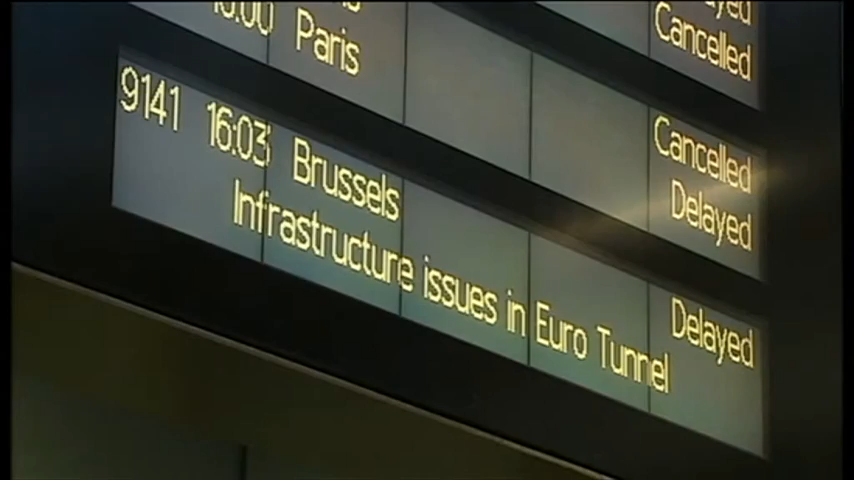 Cancelled
Cancelled
Paris Delayed
9141 16:03 Brussels Delayed
Infrastructure issues in Euro Tunnel